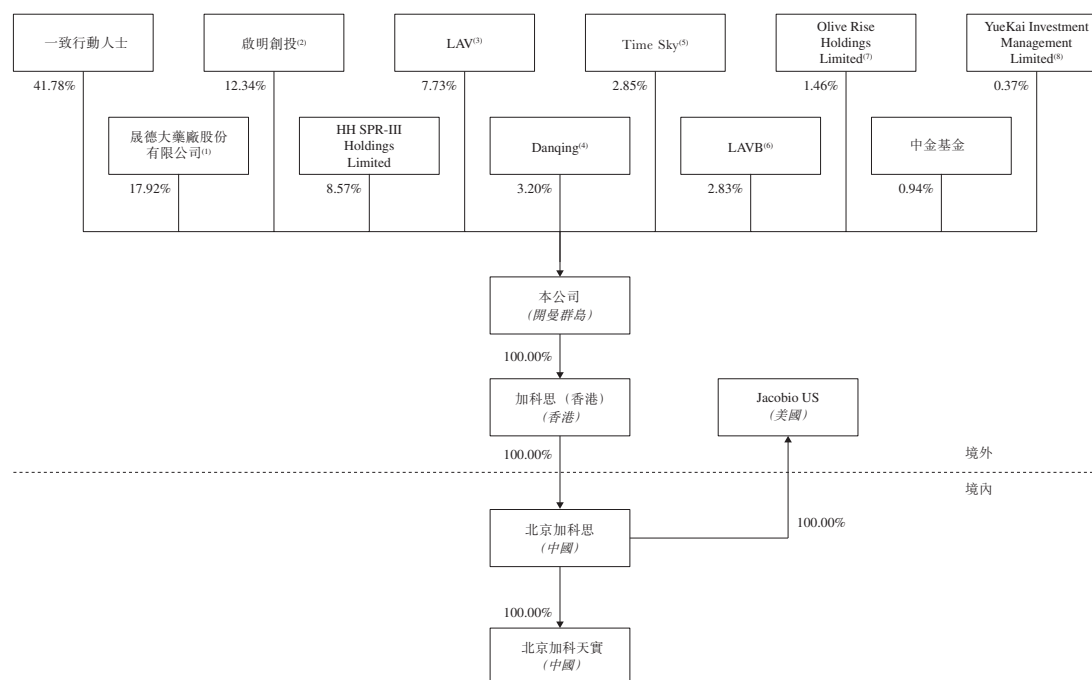 一致行動人士
啟明創投(2)
LAV(3)
Time Sky(5)
Olive Rise
Holdings
Limited(7)
YueKai Investment
Management
Limited(8)
41.78%
12.34%
7.73%
2.85%
1.46%
0.37%
晟德大藥廠股份
有限公司(1)
HH SPR-III
Holdings
Limited
Danqing(4)
LAVB(6)
中金基金
17.92%
8.57%
3.20%
2.83%
0.94%
本公司
(開曼群島)
100.00%
加科思（香港）
(香港)
Jacobio US
(美國)
100.00%
境外
境內
北京加科思
(中國)
100.00%
100.00%
北京加科天實
(中國)